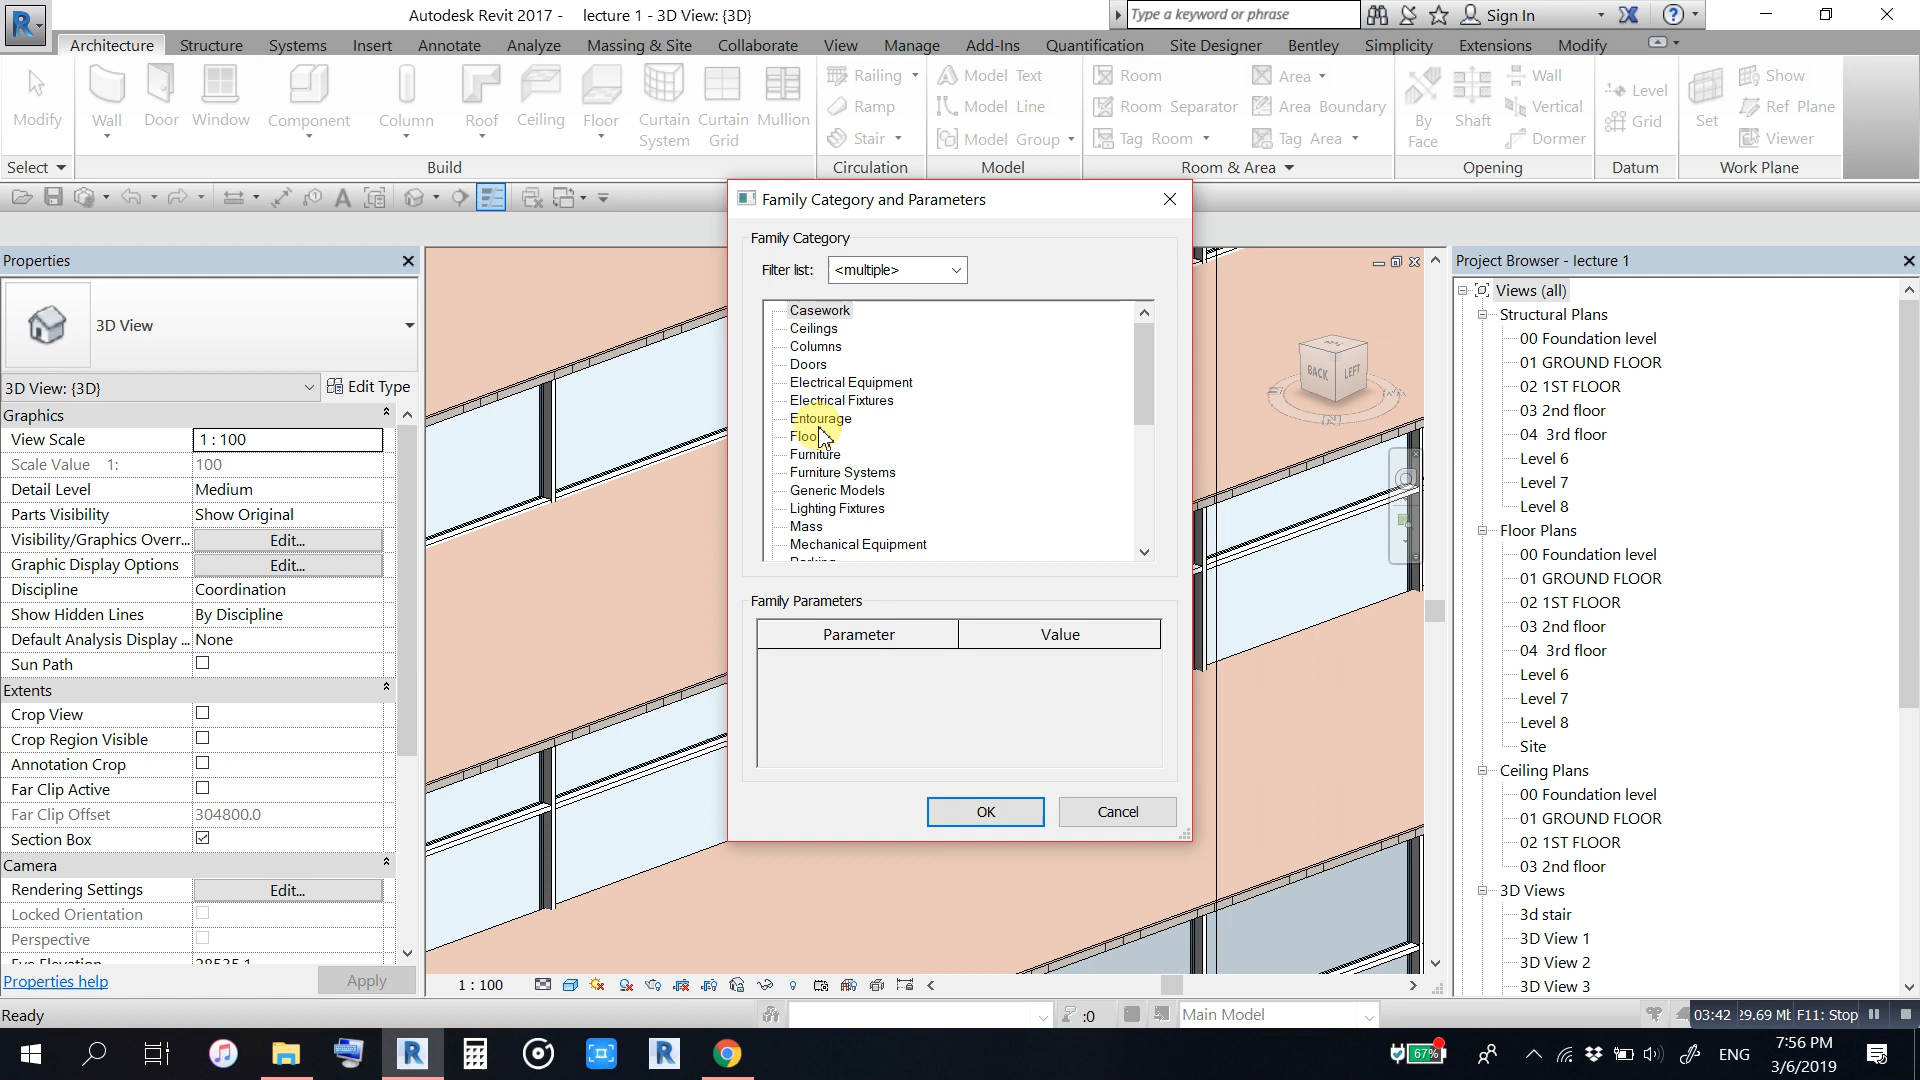 Autodesk Revit 2017 - lecture 1 - 3D View: {3D}
Type a keyword or phrase
Sign In
Architecture Structure Systems Insert Annotate Analyze Massing & Site Collaborate View Manage Add-Ins Quantification Site Designer Bentley Simplicity Extensions Modify
Modify
Wall
Door
Window
Component
Column
Roof
Ceiling
Floor
Curtain System
Curtain Grid
Mullion
Railing
Ramp
Stair
Model Text
Model Line
Model Group
Room
Room Separator
Tag Room
Area
Area Boundary
Tag Area
By Face
Shaft
Wall
Vertical
Dormer
Level
Grid
Set
Show
Ref Plane
Viewer
Select Build Circulation Model Room & Area Opening Datum Work Plane
Properties
3D View
3D View: {3D}
Edit Type
Graphics
View Scale 1 : 100
Scale Value 1: 100
Detail Level Medium
Parts Visibility Show Original
Visibility/Graphics Overr... Edit...
Graphic Display Options Edit...
Discipline Coordination
Show Hidden Lines By Discipline
Default Analysis Display ... None
Sun Path
Extents
Crop View
Crop Region Visible
Annotation Crop
Far Clip Active
Far Clip Offset 304800.0
Section Box
Camera
Rendering Settings Edit...
Locked Orientation
Perspective
Properties help
Apply
Family Category and Parameters
Family Category
Filter list: <multiple>
Casework
Ceilings
Columns
Doors
Electrical Equipment
Electrical Fixtures
Entourage
Furniture
Furniture Systems
Generic Models
Lighting Fixtures
Mass
Mechanical Equipment
Family Parameters
Parameter Value
OK Cancel
BACK LEFT
1 : 100
Project Browser - lecture 1
Views (all)
Structural Plans
00 Foundation level
01 GROUND FLOOR
02 1ST FLOOR
03 2nd floor
04 3rd floor
Level 6
Level 7
Level 8
Floor Plans
00 Foundation level
01 GROUND FLOOR
02 1ST FLOOR
03 2nd floor
04 3rd floor
Level 6
Level 7
Level 8
Site
Ceiling Plans
00 Foundation level
01 GROUND FLOOR
02 1ST FLOOR
03 2nd floor
3D Views
3d stair
3D View 1
3D View 2
3D View 3
Ready
:0
Main Model
03:42
F11: Stop
67%
ENG
7:56 PM
3/6/2019